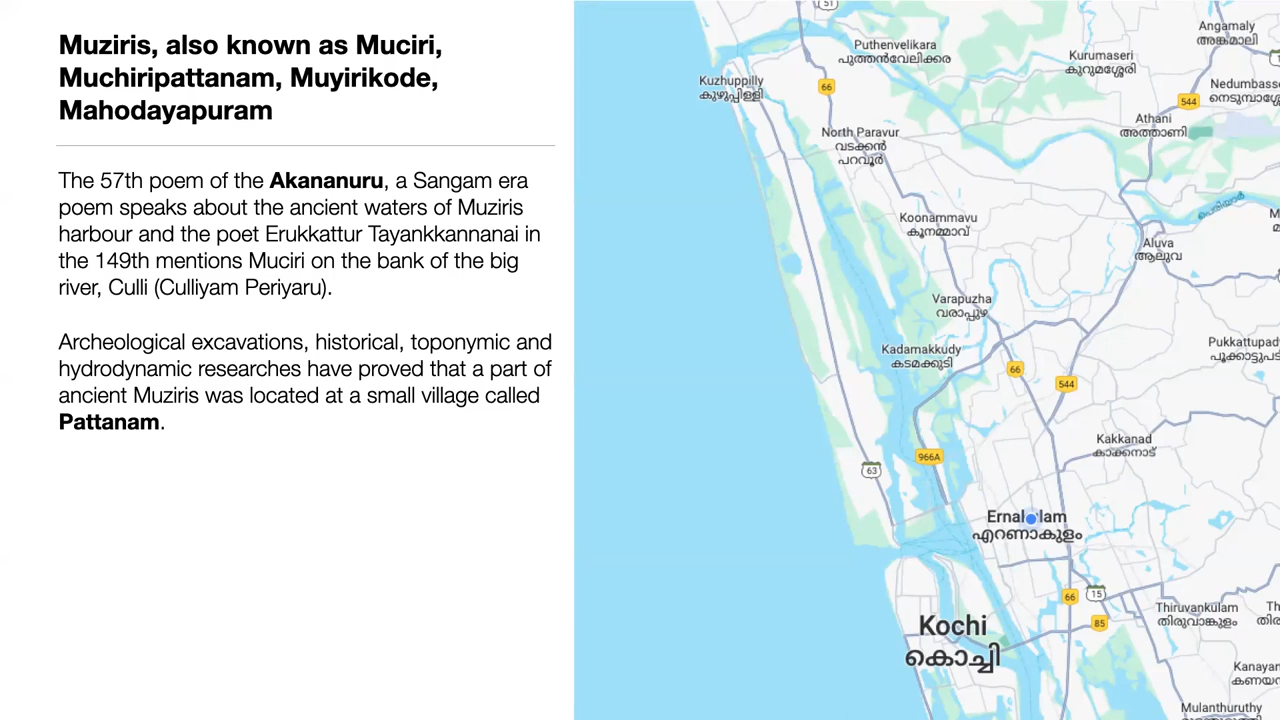 Muziris, also known as Muciri,
Muchiripattanam, Muyirikode,
Mahodayapuram
The 57th poem of the Akananuru, a Sangam era
poem speaks about the ancient waters of Muziris
harbour and the poet Erukkattur Tayankkannanai in
the 149th mentions Muciri on the bank of the big
river, Culli (Culliyam Periyaru).
Archeological excavations, historical, toponymic and
hydrodynamic researches have proved that a part of
ancient Muziris was located at a small village called
Pattanam.
51
Angamaly
അങ്കമാലി
Puthenvelikara
പുത്തൻവേലിക്കര
Kurumaseri
കുറുമശ്ശേരി
Kuzhuppilly
കുഴുപ്പിള്ളി
66
544
Athani
അത്താണി
North Paravur
വടക്കൻ
പറവൂർ
പെരിയാർ
Koonammavu
കൂനമ്മാവ്
Aluva
ആലുവ
Varapuzha
വരാപ്പുഴ
Kadamakkudy
കടമക്കുടി
66
544
Kakkanad
കാക്കനാട്
966A
63
എറണാകുളം
66
15
85
Thiruvankulam
തിരുവാങ്കുളം
Kochi
കൊച്ചി
Mulanthuruthy